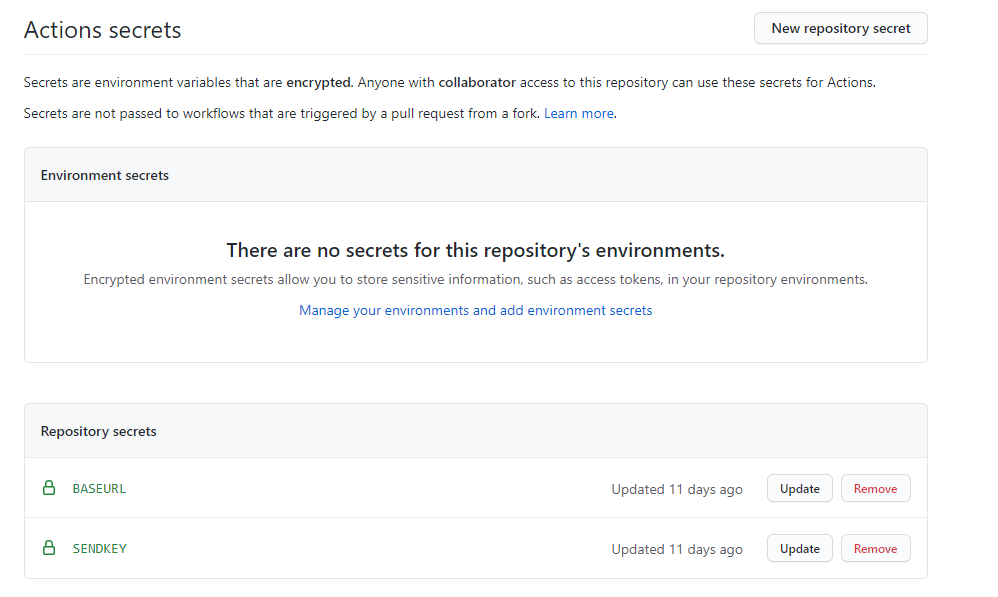 Actions secrets
New repository secret
Secrets are environment variables that are encrypted. Anyone with collaborator access to this repository can use these secrets for Actions.
Secrets are not passed to workflows that are triggered by a pull request from a fork. Learn more.
Environment secrets
There are no secrets for this repository's environments.
Encrypted environment secrets allow you to store sensitive information, such as access tokens, in your repository environments.
Manage your environments and add environment secrets
Repository secrets
BASEURL Updated 11 days ago Update Remove
SENDKEY Updated 11 days ago Update Remove